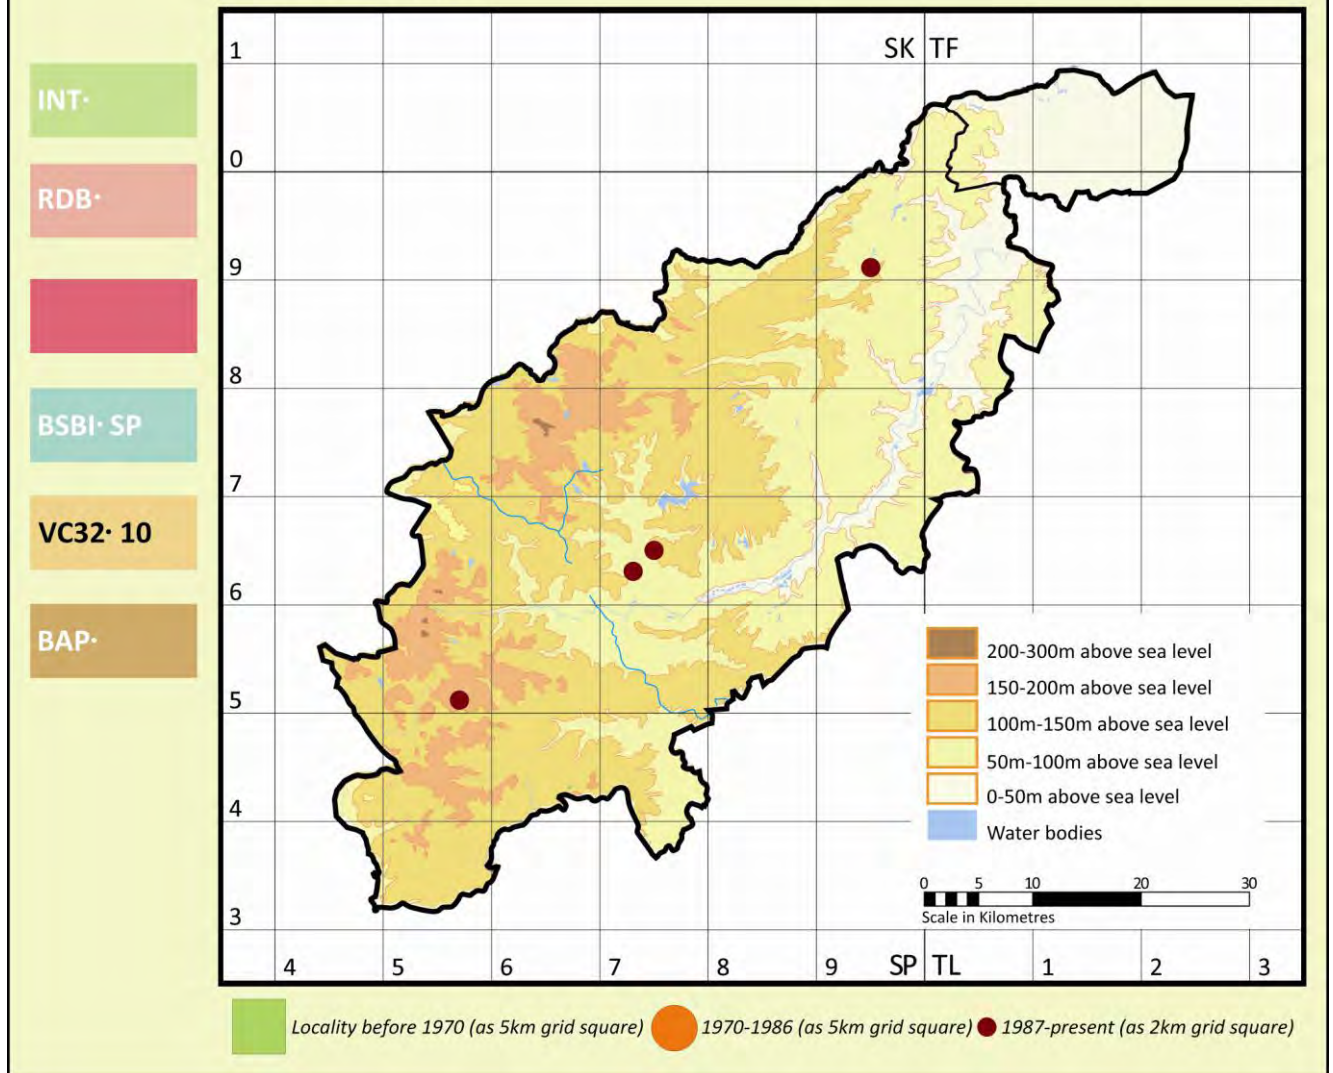 SK TF
1
INT·
0
RDB·
9
8
BSBI· SP
7
VC32· 10
6
BAP·
200-300m above sea level
150-200m above sea level
5
100m-150m above sea level
50m-100m above sea level
0-50m above sea level
4
Water bodies
0 5 10 20 30
Scale in Kilometres
3
4 5 6 7 8 9 SP TL 1 2 3
Locality before 1970 (as 5km grid square) 1970-1986 (as 5km grid square) 1987-present (as 2km grid square)